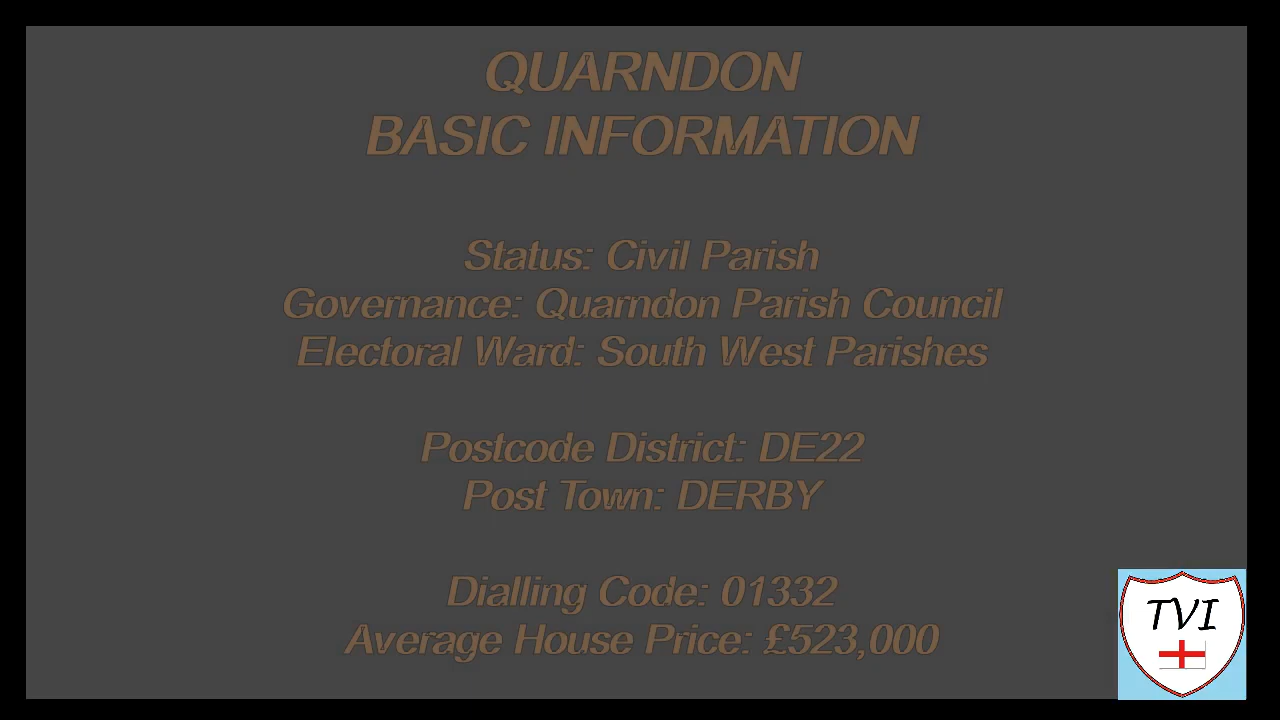 QUARNDON
BASIC INFORMATION
Status: Civil Parish
Governance: Quarndon Parish Council
Electoral Ward: South West Parishes
Postcode District: DE22
Post Town: DERBY
Dialling Code: 01332
Average House Price: £523,000
TVI